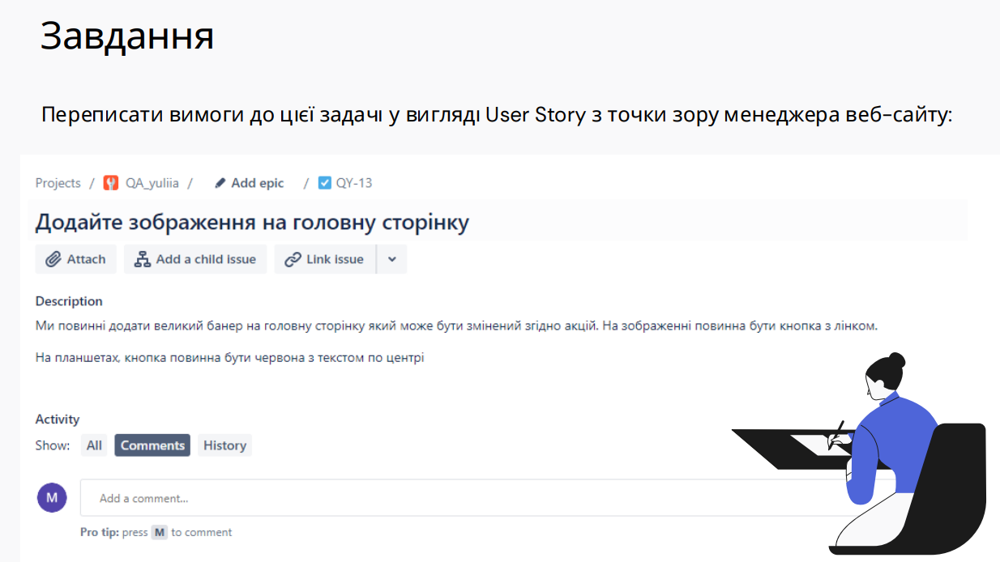 Завдання
Переписати вимоги до цієї задачі у вигляді User Story з точки зору менеджера веб-сайту:
Projects / QA_yuliia / Add epic / QY-13
Додайте зображення на головну сторінку
Attach Add a child issue Link issue
Description
Ми повинні додати великий банер на головну сторінку який може бути змінений згідно акцій. На зображенні повинна бути кнопка з лінком.
На планшетах, кнопка повинна бути червона з текстом по центрі
Activity
Show: All Comments History
M Add a comment...
Pro tip: press M to comment